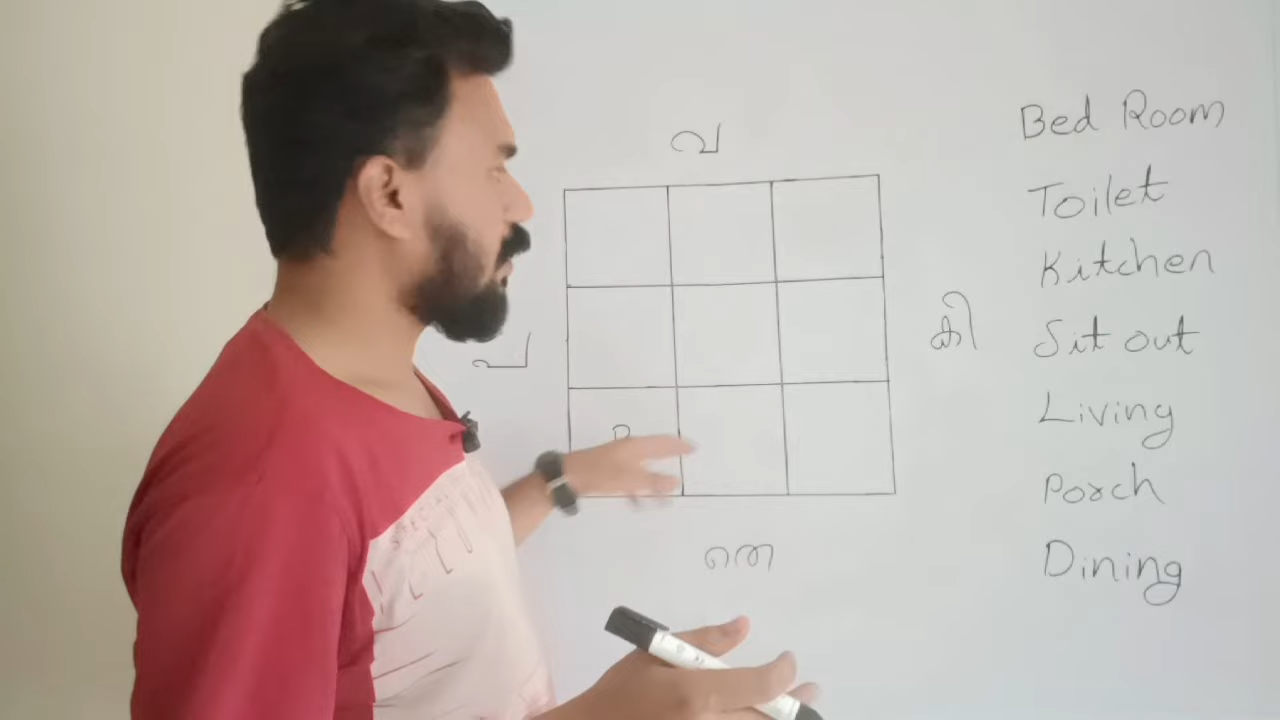 വ
പ
കി
B
തെ
Bed Room
Toilet
Kitchen
Sit out
Living
Porch
Dining